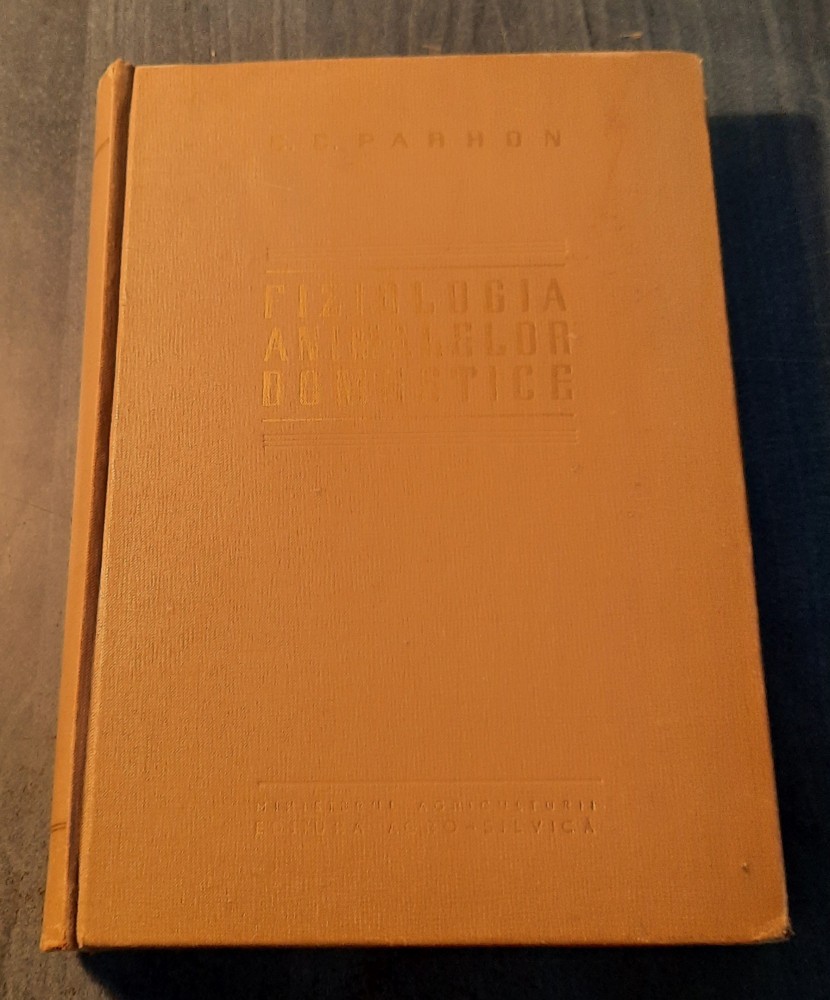 C. C. PARHON
FIZIOLOGIA
ANIMALELOR
DOMESTICE
MINISTERUL AGRICULTURII
EDITURA AGRO-SILVICĂ